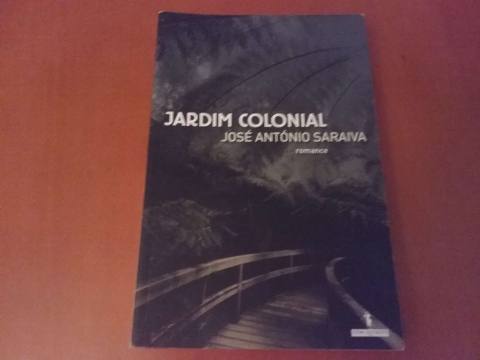 JARDIM COLONIAL
JOSÉ ANTÓNIO SARAIVA
romance